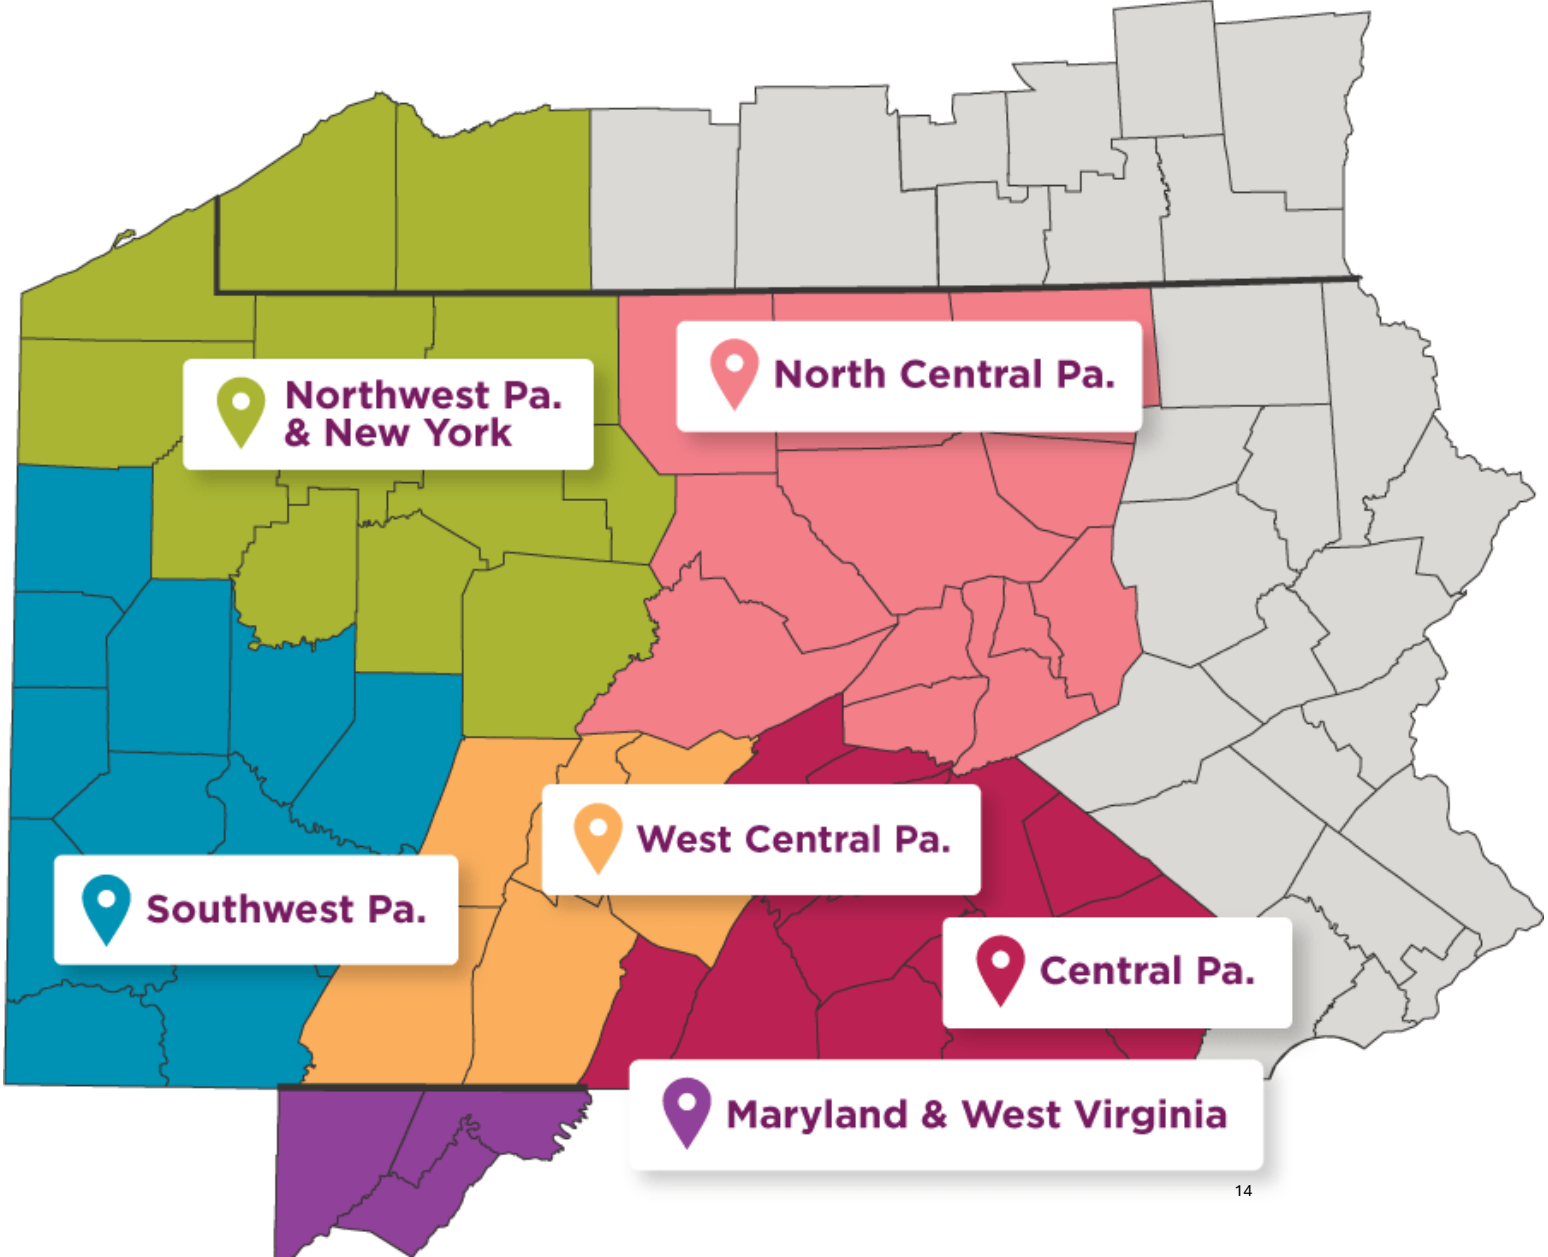 Northwest Pa.
& New York
North Central Pa.
West Central Pa.
Southwest Pa.
Central Pa.
Maryland & West Virginia
14